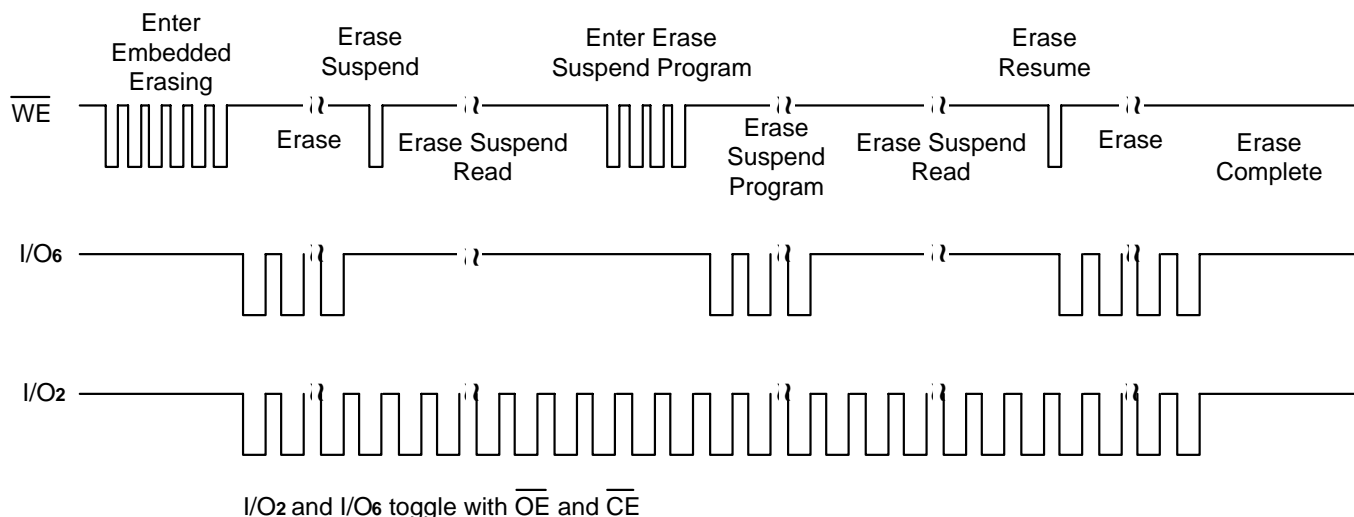 Enter
Embedded
Erasing
Erase
Suspend
Enter Erase
Suspend Program
Erase
Resume
WE
Erase
Erase Suspend
Read
Erase
Suspend
Program
Erase Suspend
Read
Erase
Erase
Complete
I/O6
I/O2
I/O2 and I/O6 toggle with OE and CE